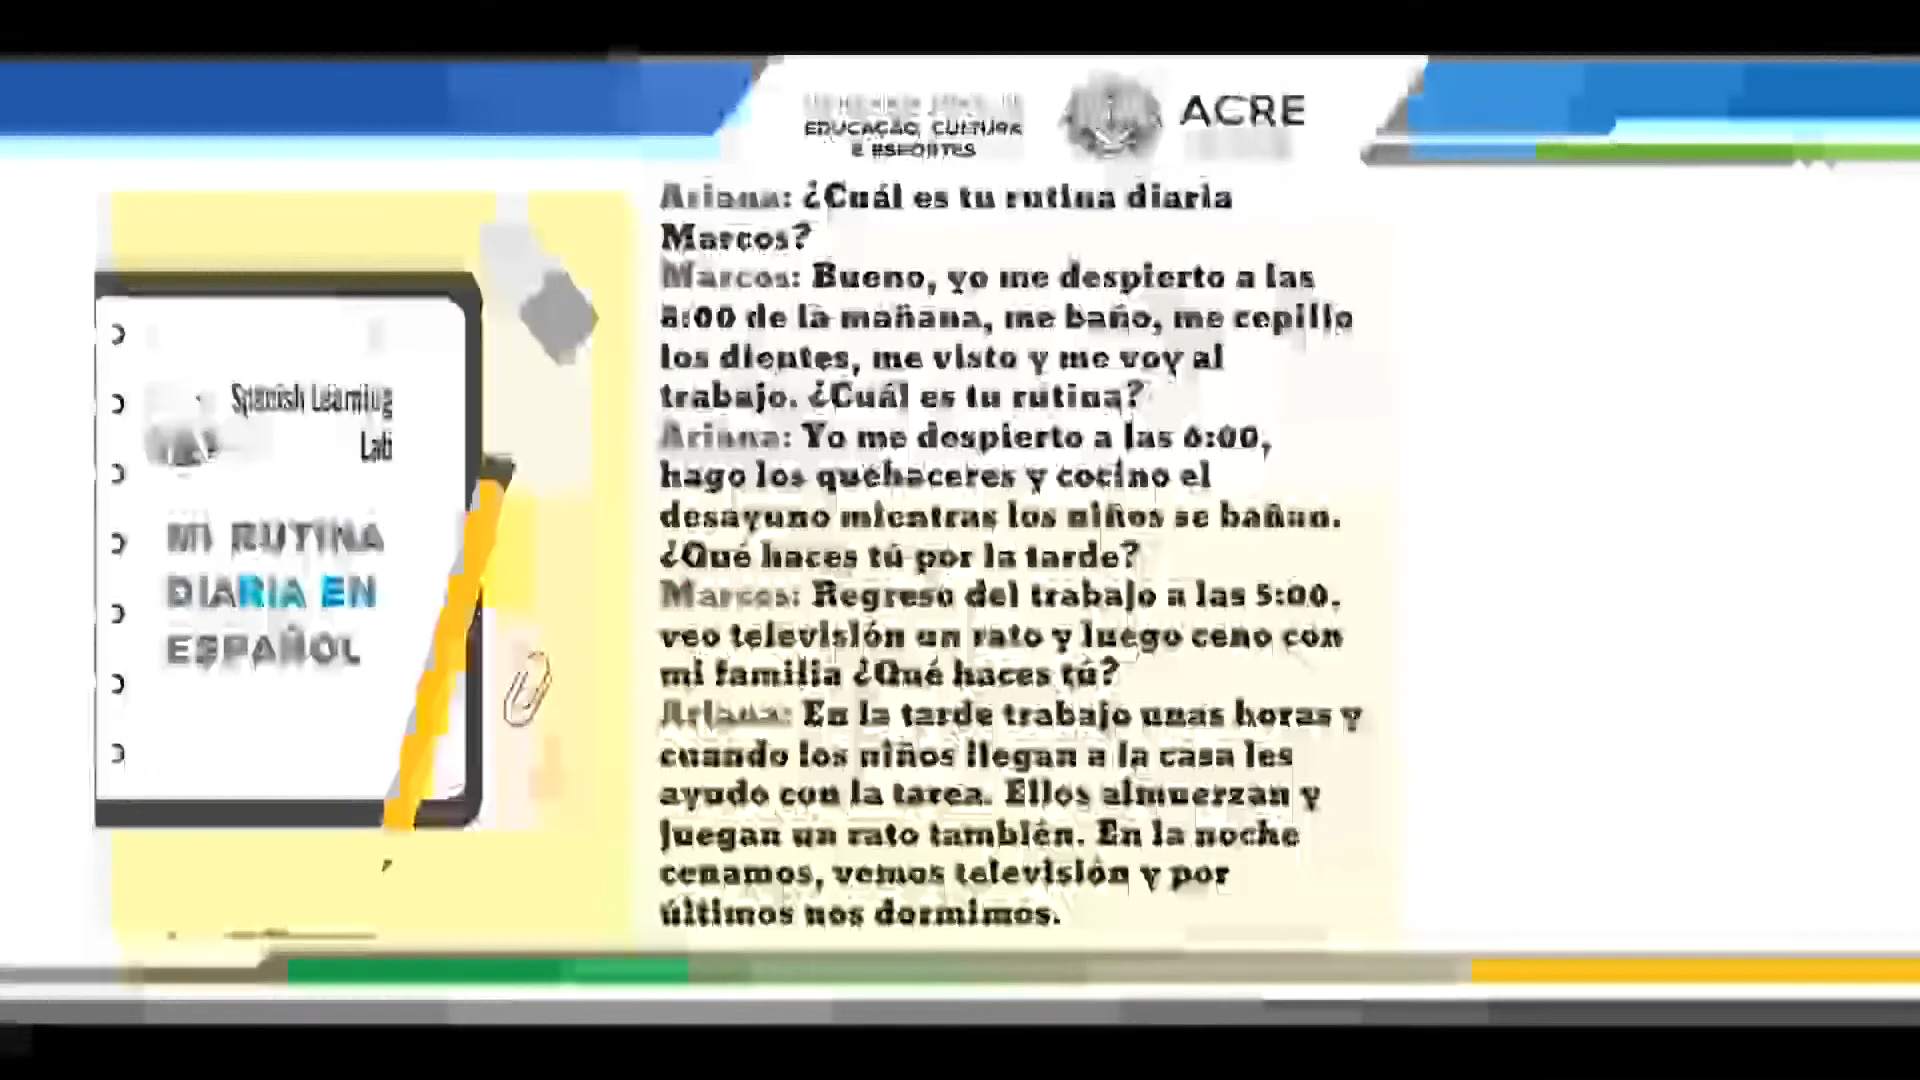 EDUCAÇÃO, CULTURA
E ESPORTES
ACRE
Ariana: ¿Cuál es tu rutina diaria
Marcos?
Marcos: Bueno, yo me despierto a las
8:00 de la mañana, me baño, me cepillo
los dientes, me visto y me voy al
trabajo. ¿Cuál es tu rutina?
Ariana: Yo me despierto a las 6:00,
hago los quehaceres y cocino el
desayuno mientras los niños se bañan.
¿Qué haces tú por la tarde?
Marcos: Regreso del trabajo a las 5:00,
veo televisión un rato y luego ceno con
mi familia ¿Qué haces tú?
Ariana: En la tarde trabajo unas horas y
cuando los niños llegan a la casa les
ayudo con la tarea. Ellos almuerzan y
juegan un rato también. En la noche
cenamos, vemos televisión y por
últimos nos dormimos.
Spanish Learning
Lab
MI RUTINA
DIARIA EN
ESPAÑOL